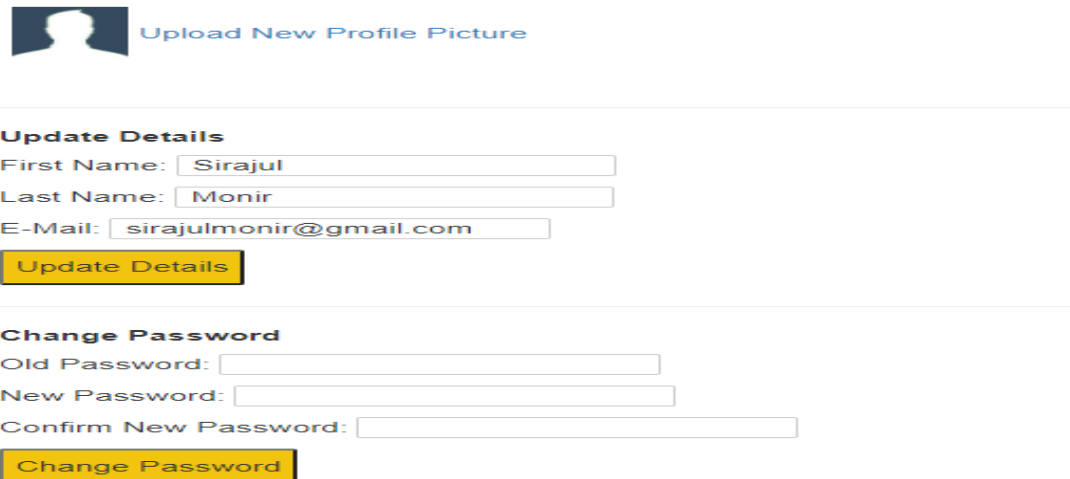 Upload New Profile Picture
Update Details
First Name: Sirajul
Last Name: Monir
E-Mail: sirajulmonir@gmail.com
Update Details
Change Password
Old Password:
New Password:
Confirm New Password:
Change Password